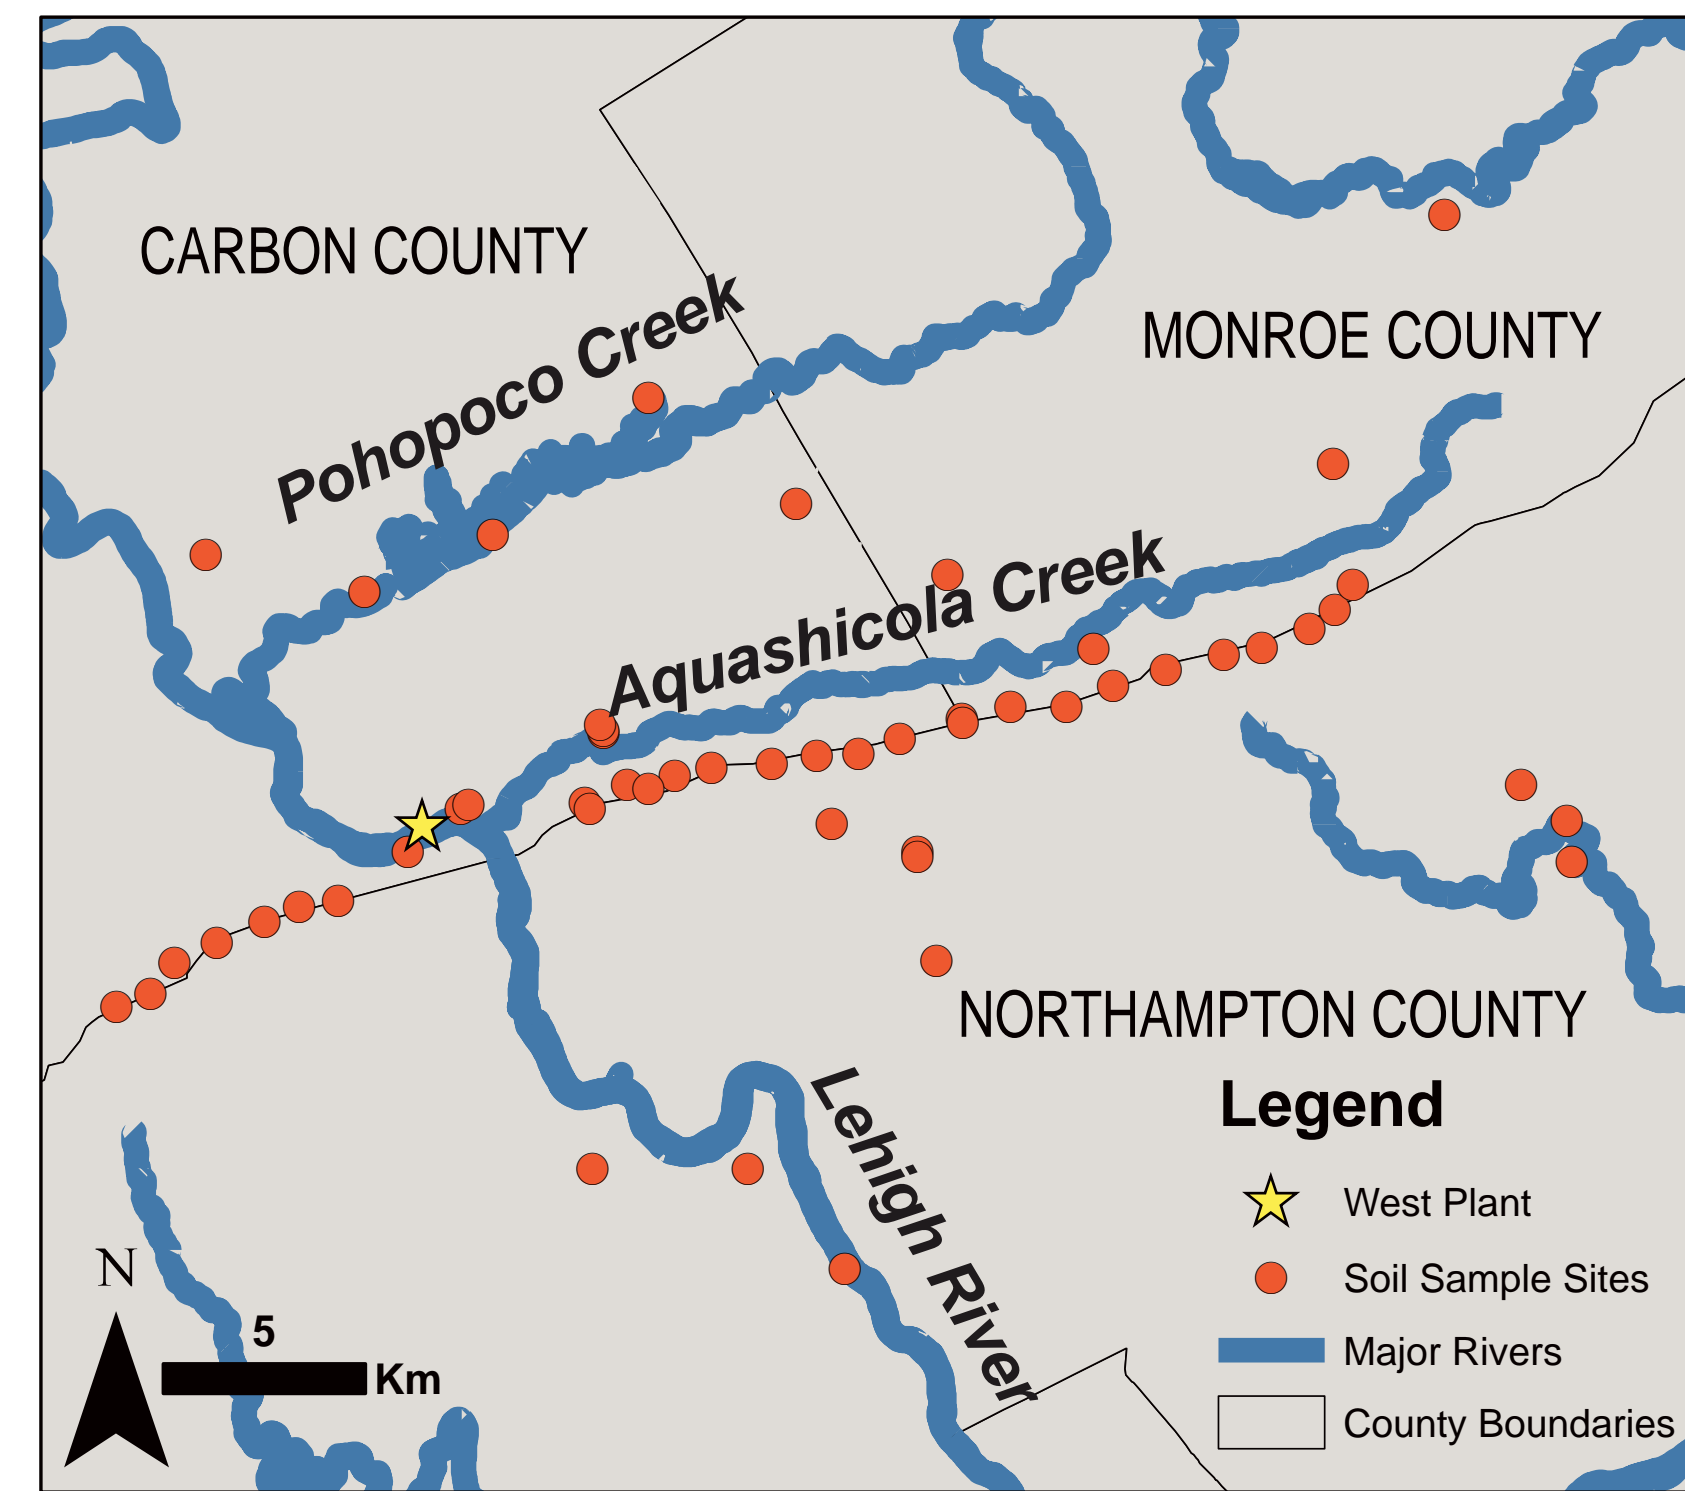 CARBON COUNTY
MONROE COUNTY
Pohopoco Creek
Aquashicola Creek
NORTHAMPTON COUNTY
Lehigh River
Legend
West Plant
Soil Sample Sites
Major Rivers
County Boundaries
N
5
Km